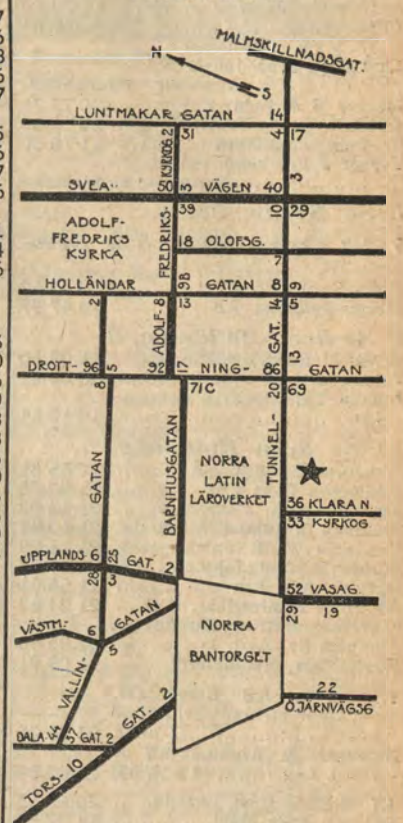 MALMSKILLNADSGAT.
N
S
LUNTMAKAR GATAN 14
KYRKOG. 2 31 4 17
3
SVEA- 50 3 VÄGEN 40
39 10 29
ADOLF-
FREDRIKS
KYRKA
FREDRIKS-
18 OLOFSG.
7
HOLLÄNDAR 9B GATAN 8 9
2 ADOLF- 8 13 14 5
GAT.
13
DROTT- 96 5 92 17 NING- 86 GATAN
8 71C 20 69
GATAN
BARNHUSGATAN
NORRA
LATIN
LÄROVERKET
TUNNEL-
36 KLARA N.
33 KYRKOG.
UPPLANDS 6 25 GAT. 2
28 3
52 VASAG.
29 19
VÄSTM.- 6 GATAN
5
NORRA
BANTORGET
VALLIN-
22
Ö. JÄRNVÄGSG
DALA- 44 37 GAT. 2
TORS- 10 GAT. 2